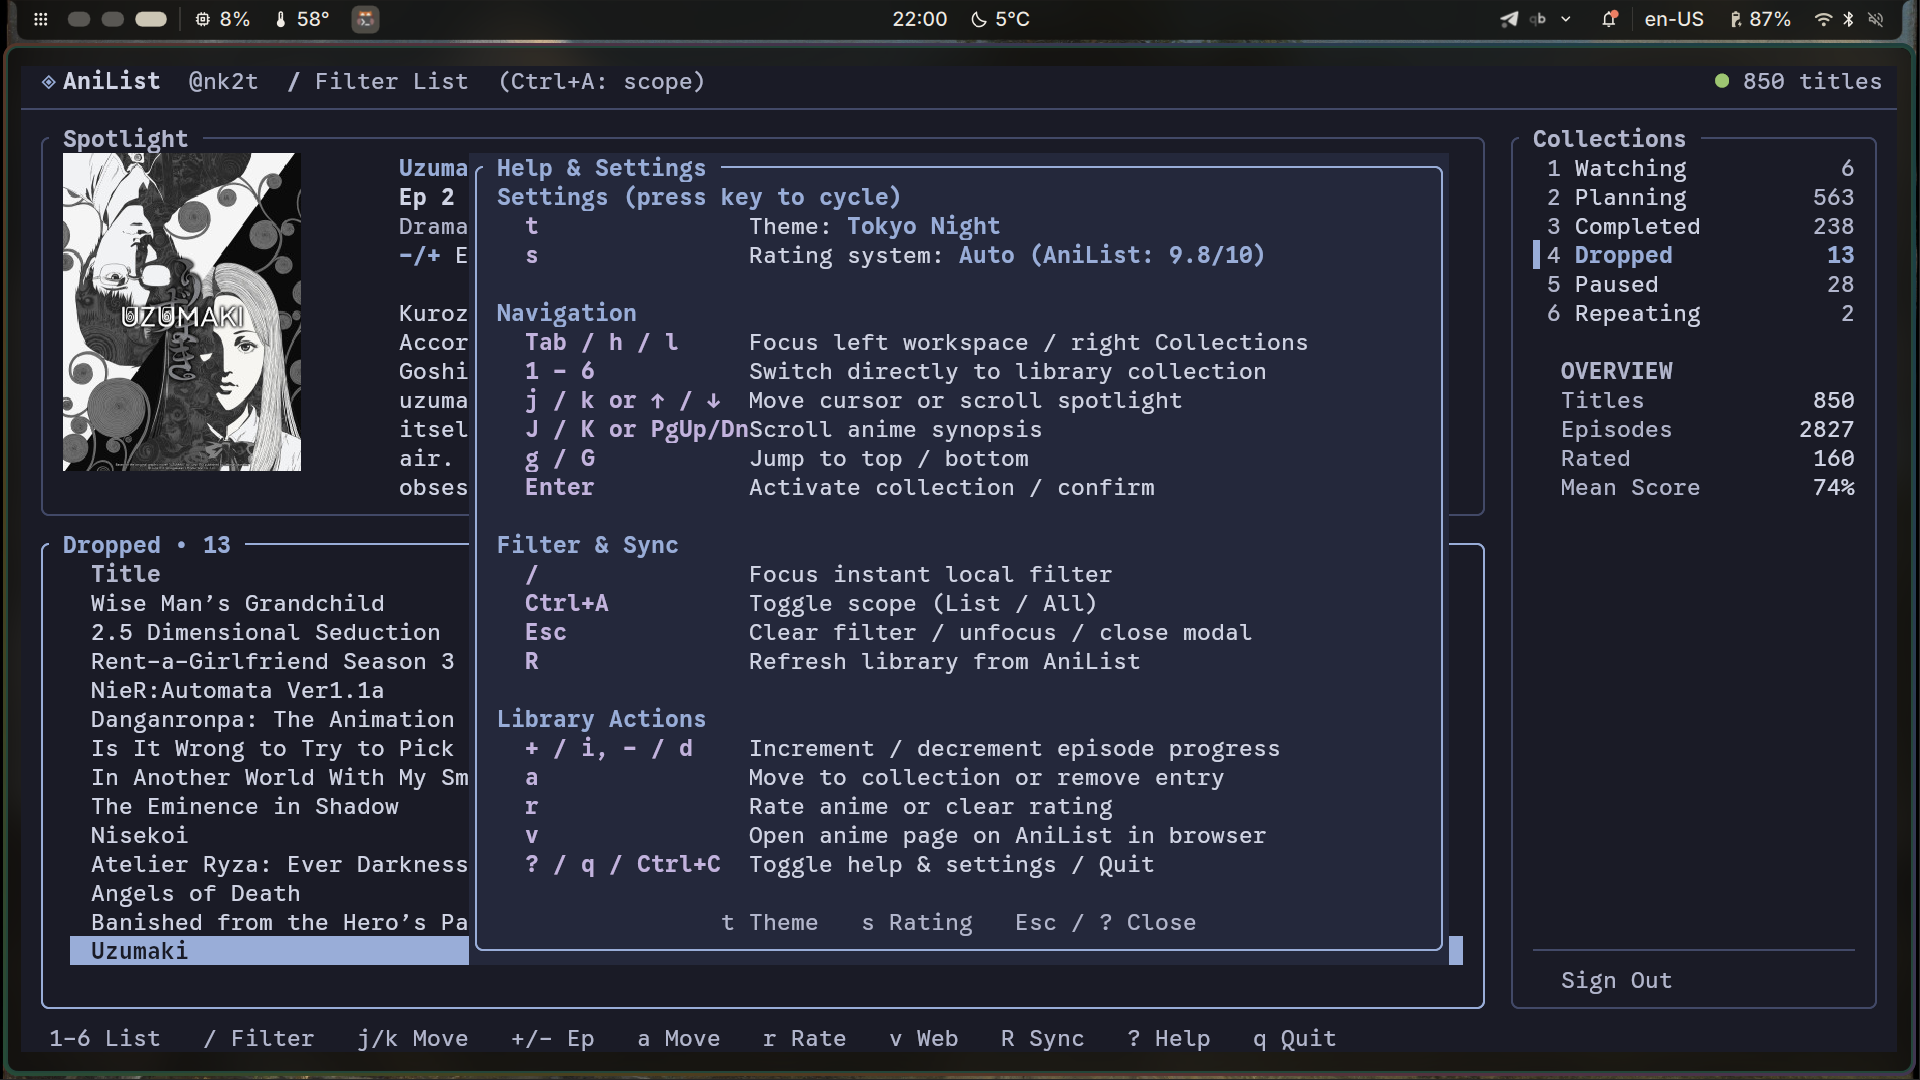 8% 58° 22:00 5°C qb en-US 87%
AniList @nk2t / Filter List (Ctrl+A: scope) 850 titles
Spotlight
UZUMAKI
Uzuma
Ep 2
Drama
-/+ E
Kuroz
Accor
Goshi
uzuma
itsel
air.
obses
Help & Settings
Settings (press key to cycle)
t Theme: Tokyo Night
s Rating system: Auto (AniList: 9.8/10)
Navigation
Tab / h / l Focus left workspace / right Collections
1 - 6 Switch directly to library collection
j / k or ↑ / ↓ Move cursor or scroll spotlight
J / K or PgUp/DnScroll anime synopsis
g / G Jump to top / bottom
Enter Activate collection / confirm
Filter & Sync
/ Focus instant local filter
Ctrl+A Toggle scope (List / All)
Esc Clear filter / unfocus / close modal
R Refresh library from AniList
Library Actions
+ / i, - / d Increment / decrement episode progress
a Move to collection or remove entry
r Rate anime or clear rating
v Open anime page on AniList in browser
? / q / Ctrl+C Toggle help & settings / Quit
t Theme s Rating Esc / ? Close
Dropped • 13
Title
Wise Man’s Grandchild
2.5 Dimensional Seduction
Rent-a-Girlfriend Season 3
NieR:Automata Ver1.1a
Danganronpa: The Animation
Is It Wrong to Try to Pick
In Another World With My Sm
The Eminence in Shadow
Nisekoi
Atelier Ryza: Ever Darkness
Angels of Death
Banished from the Hero’s Pa
Uzumaki
Collections
1 Watching 6
2 Planning 563
3 Completed 238
4 Dropped 13
5 Paused 28
6 Repeating 2
OVERVIEW
Titles 850
Episodes 2827
Rated 160
Mean Score 74%
Sign Out
1-6 List / Filter j/k Move +/- Ep a Move r Rate v Web R Sync ? Help q Quit